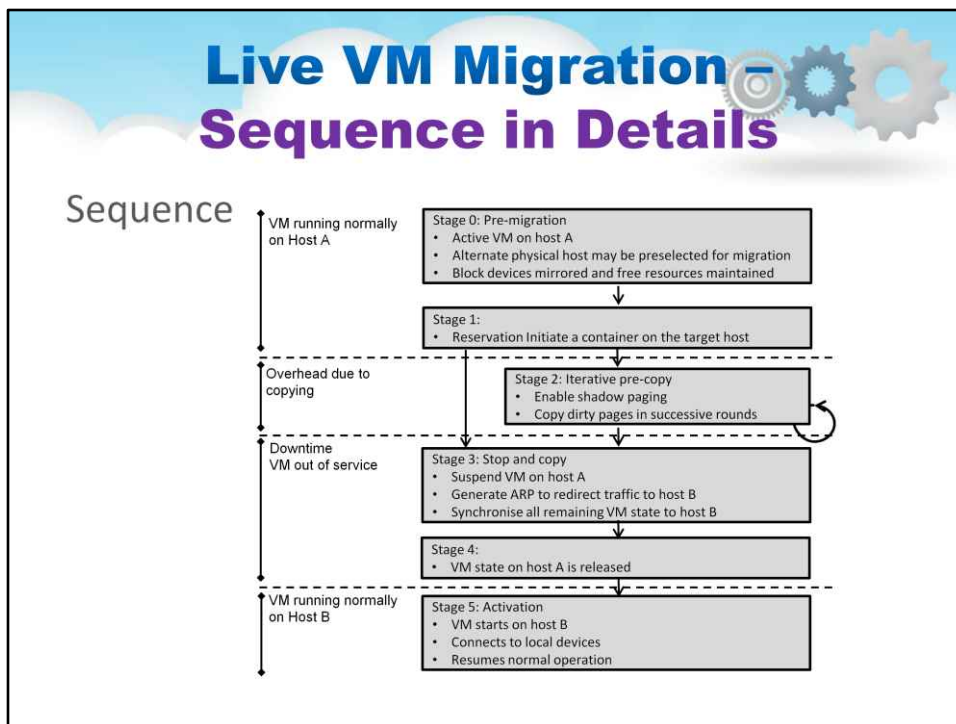 Live VM Migration –
Sequence in Details
Sequence
VM running normally
on Host A
Stage 0: Pre-migration
• Active VM on host A
• Alternate physical host may be preselected for migration
• Block devices mirrored and free resources maintained
Stage 1:
• Reservation Initiate a container on the target host
Overhead due to
copying
Stage 2: Iterative pre-copy
• Enable shadow paging
• Copy dirty pages in successive rounds
Downtime
VM out of service
Stage 3: Stop and copy
• Suspend VM on host A
• Generate ARP to redirect traffic to host B
• Synchronise all remaining VM state to host B
Stage 4:
• VM state on host A is released
VM running normally
on Host B
Stage 5: Activation
• VM starts on host B
• Connects to local devices
• Resumes normal operation